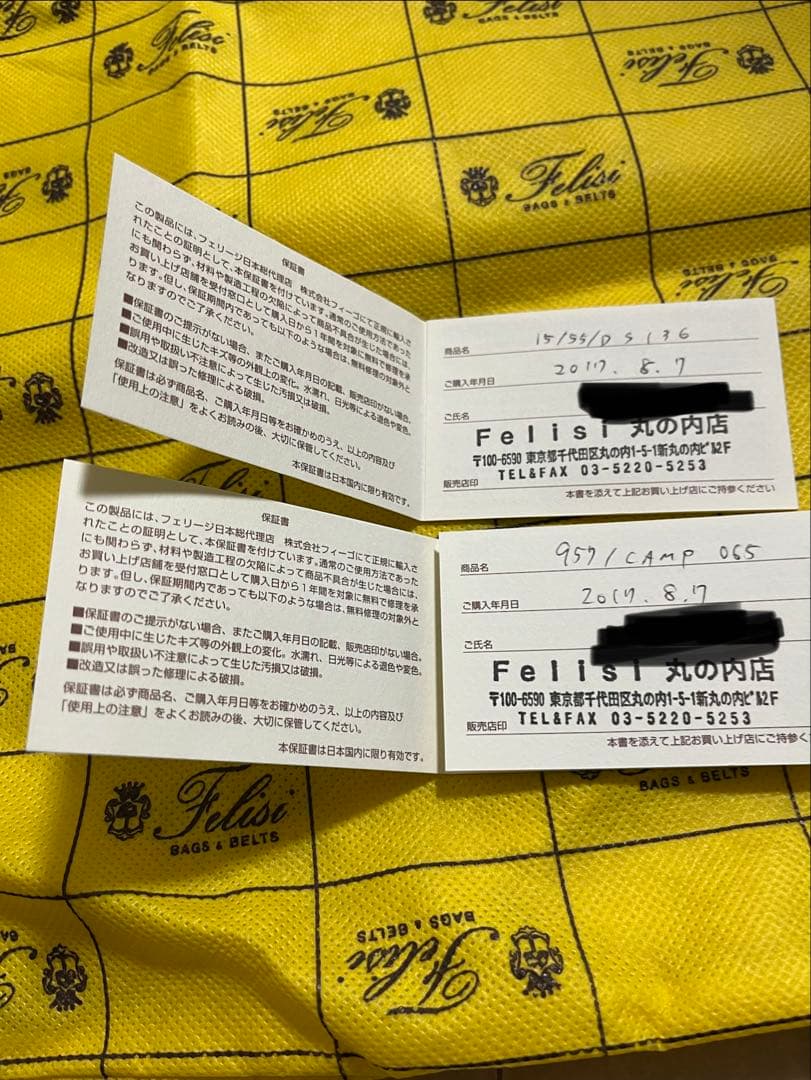 Felisi
BAGS & BELTS
Felisi
BAGS & BELTS
Felisi
BAGS & BELTS
Felisi
BAGS & BELTS
Felisi
BAGS & BELTS
保証書
この製品には、フェリージ日本総代理店 株式会社フィーゴにて正規に輸入さ
れたことの証明として、本保証書を付けています。通常のご使用方法であった
にも関わらず、材料や製造工程の欠陥によって商品不具合が生じた場合には、
お買い上げ店舗を受付窓口として購入日から1年間を対象に無料で修理を承
ります。但し、保証期間内であっても以下のような場合は、無料修理の対象外と
なりますのでご了承ください。
■保証書のご提示がない場合、またご購入年月日の記載、販売店印がない場合。
■ご使用中に生じたキズ等の外観上の変化。水濡れ、日光等による退色や変色。
■誤用や取扱い不注意によって生じた汚損又は破損。
■改造又は誤った修理による破損。
保証書は必ず商品名、ご購入年月日等をお確かめのうえ、以上の内容及び
「使用上の注意」をよくお読みの後、大切に保管してください。
本保証書は日本国内に限り有効です。
商品名 15/55/DS136
ご購入年月日 2017.8.7
ご氏名
Felisi 丸の内店
〒100-6590 東京都千代田区丸の内1-5-1新丸の内ビル2F
TEL&FAX 03-5220-5253
販売店印
本書を添えて上記お買い上げ店にご持参ください
保証書
この製品には、フェリージ日本総代理店 株式会社フィーゴにて正規に輸入さ
れたことの証明として、本保証書を付けています。通常のご使用方法であった
にも関わらず、材料や製造工程の欠陥によって商品不具合が生じた場合には、
お買い上げ店舗を受付窓口として購入日から1年間を対象に無料で修理を承
ります。但し、保証期間内であっても以下のような場合は、無料修理の対象外と
なりますのでご了承ください。
■保証書のご提示がない場合、またご購入年月日の記載、販売店印がない場合。
■ご使用中に生じたキズ等の外観上の変化。水濡れ、日光等による退色や変色。
■誤用や取扱い不注意によって生じた汚損又は破損。
■改造又は誤った修理による破損。
保証書は必ず商品名、ご購入年月日等をお確かめのうえ、以上の内容及び
「使用上の注意」をよくお読みの後、大切に保管してください。
本保証書は日本国内に限り有効です。
商品名 957/CAMP 065
ご購入年月日 2017.8.7
ご氏名
Felisi 丸の内店
〒100-6590 東京都千代田区丸の内1-5-1新丸の内ビル2F
販売店印 TEL&FAX 03-5220-5253
本書を添えて上記お買い上げ店にご持参く
BAGS & BELTS
Felisi
BAGS & BELTS
Felisi
BAGS & BELTS